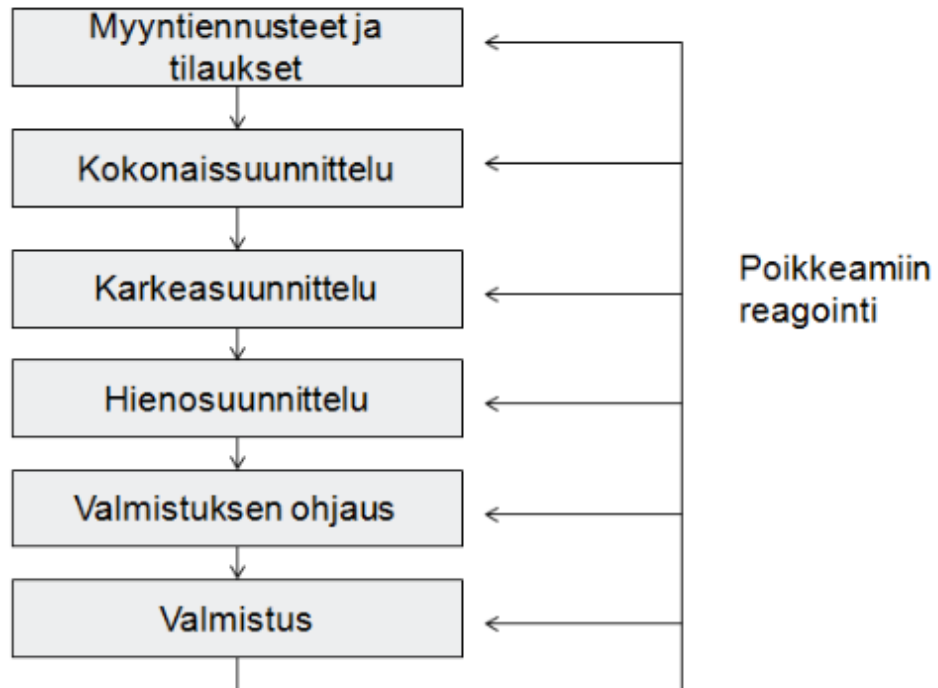 Myyntiennusteet ja
tilaukset
Kokonaissuunnittelu
Karkeasuunnittelu
Poikkeamiin
reagointi
Hienosuunnittelu
Valmistuksen ohjaus
Valmistus